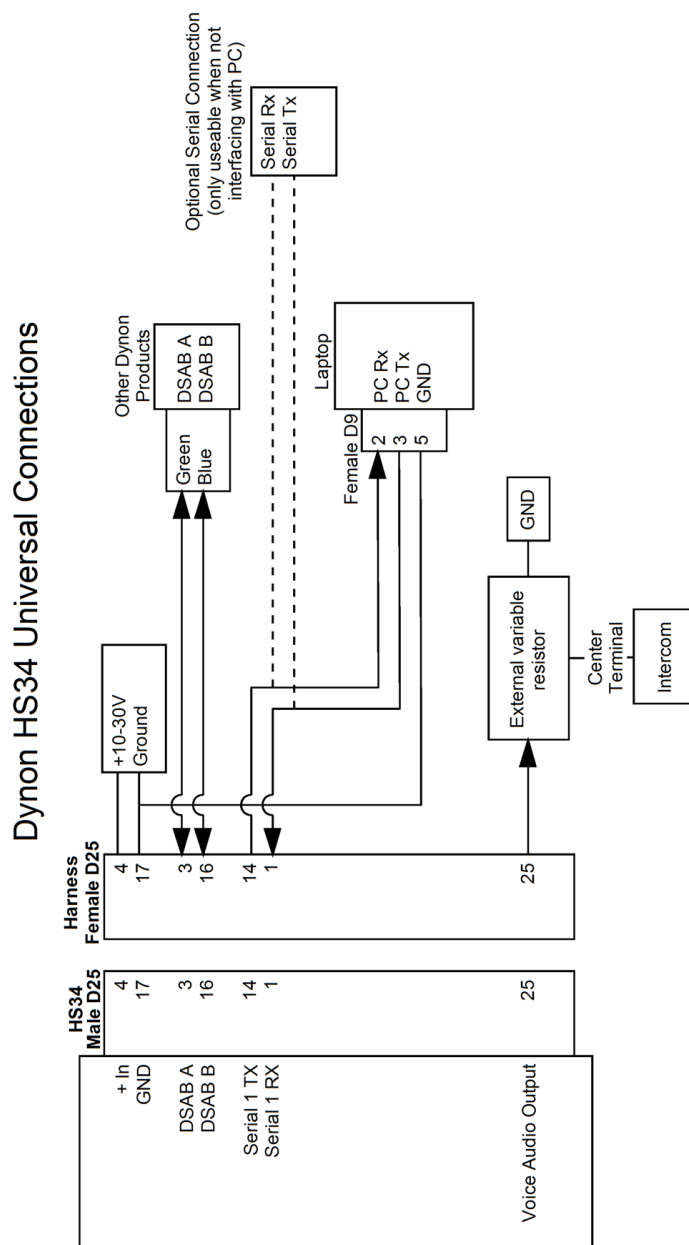 Dynon HS34 Universal Connections
HS34
Male D25
Harness
Female D25
+ In
GND
DSAB A
DSAB B
Serial 1 TX
Serial 1 RX
Voice Audio Output
4
17
3
16
14
1
25
4
17
3
16
14
1
25
+10-30V
Ground
Other Dynon
Products
Green
Blue
DSAB A
DSAB B
Optional Serial Connection
(only useable when not
interfacing with PC)
Serial Rx
Serial Tx
Laptop
Female D9
2
3
5
PC Rx
PC Tx
GND
External variable
resistor
GND
Center
Terminal
Intercom